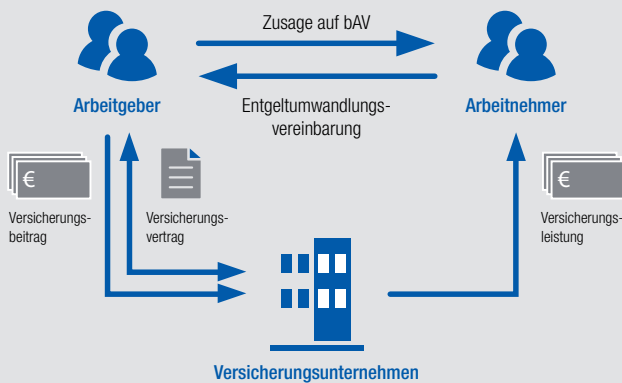 Zusage auf bAV
Arbeitgeber
Entgeltumwandlungs-
vereinbarung
Arbeitnehmer
€
Versicherungs-
beitrag
Versicherungs-
vertrag
€
Versicherungs-
leistung
Versicherungsunternehmen